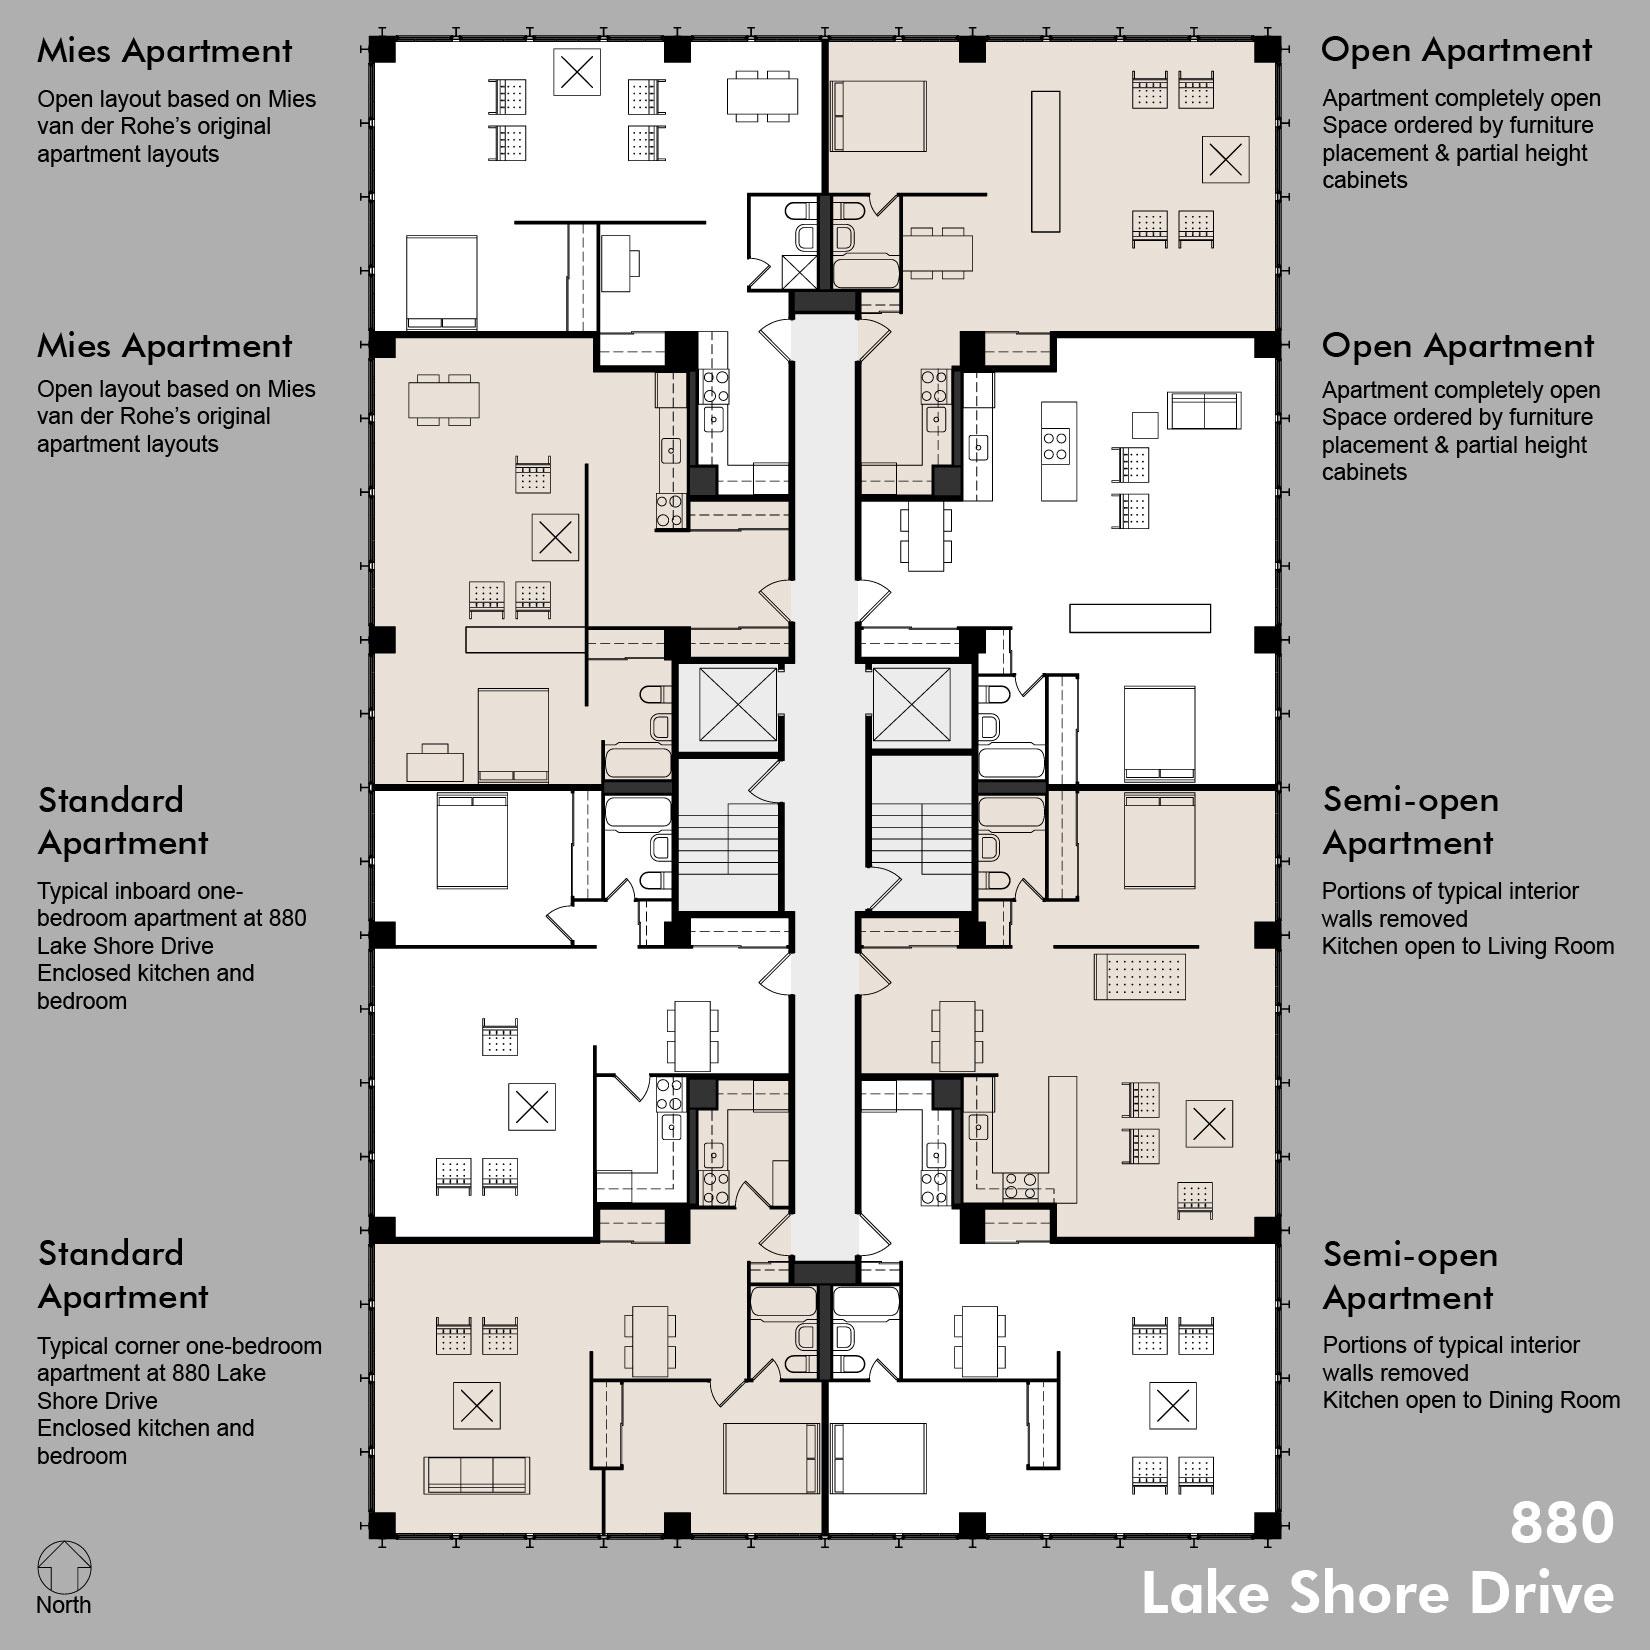 Mies Apartment
Open layout based on Mies
van der Rohe's original
apartment layouts
Mies Apartment
Open layout based on Mies
van der Rohe's original
apartment layouts
Standard
Apartment
Typical inboard one-
bedroom apartment at 880
Lake Shore Drive
Enclosed kitchen and
bedroom
Standard
Apartment
Typical corner one-bedroom
apartment at 880 Lake
Shore Drive
Enclosed kitchen and
bedroom
North
Open Apartment
Apartment completely open
Space ordered by furniture
placement & partial height
cabinets
Open Apartment
Apartment completely open
Space ordered by furniture
placement & partial height
cabinets
Semi-open
Apartment
Portions of typical interior
walls removed
Kitchen open to Living Room
Semi-open
Apartment
Portions of typical interior
walls removed
Kitchen open to Dining Room
880
Lake Shore Drive